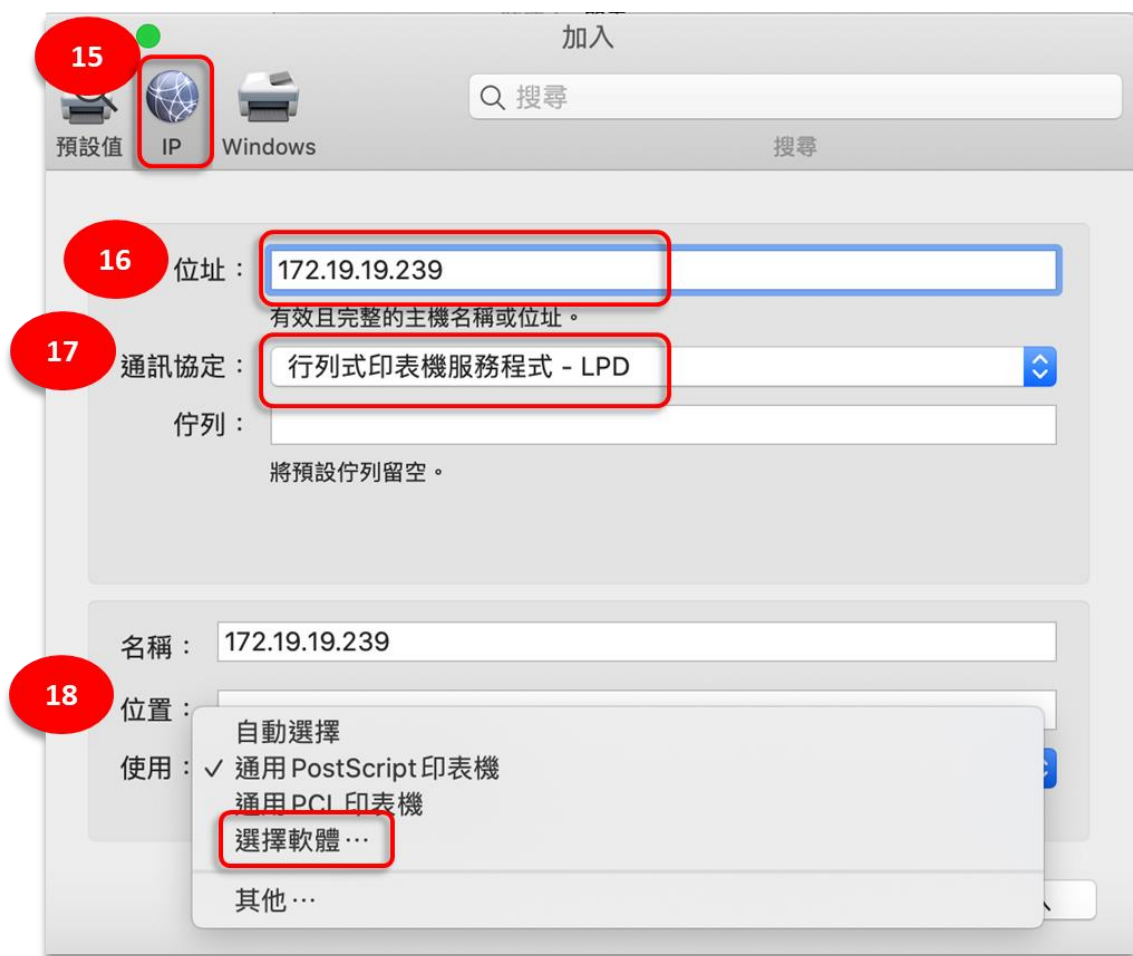 加入
15
搜尋
預設值
IP
Windows
搜尋
16
位址：
172.19.19.239
有效且完整的主機名稱或位址。
17
通訊協定：
行列式印表機服務程式 - LPD
佇列：
將預設佇列留空。
名稱：
172.19.19.239
18
位置：
自動選擇
使用：
✓ 通用 PostScript 印表機
通用 PCL 印表機
選擇軟體⋯
其他⋯